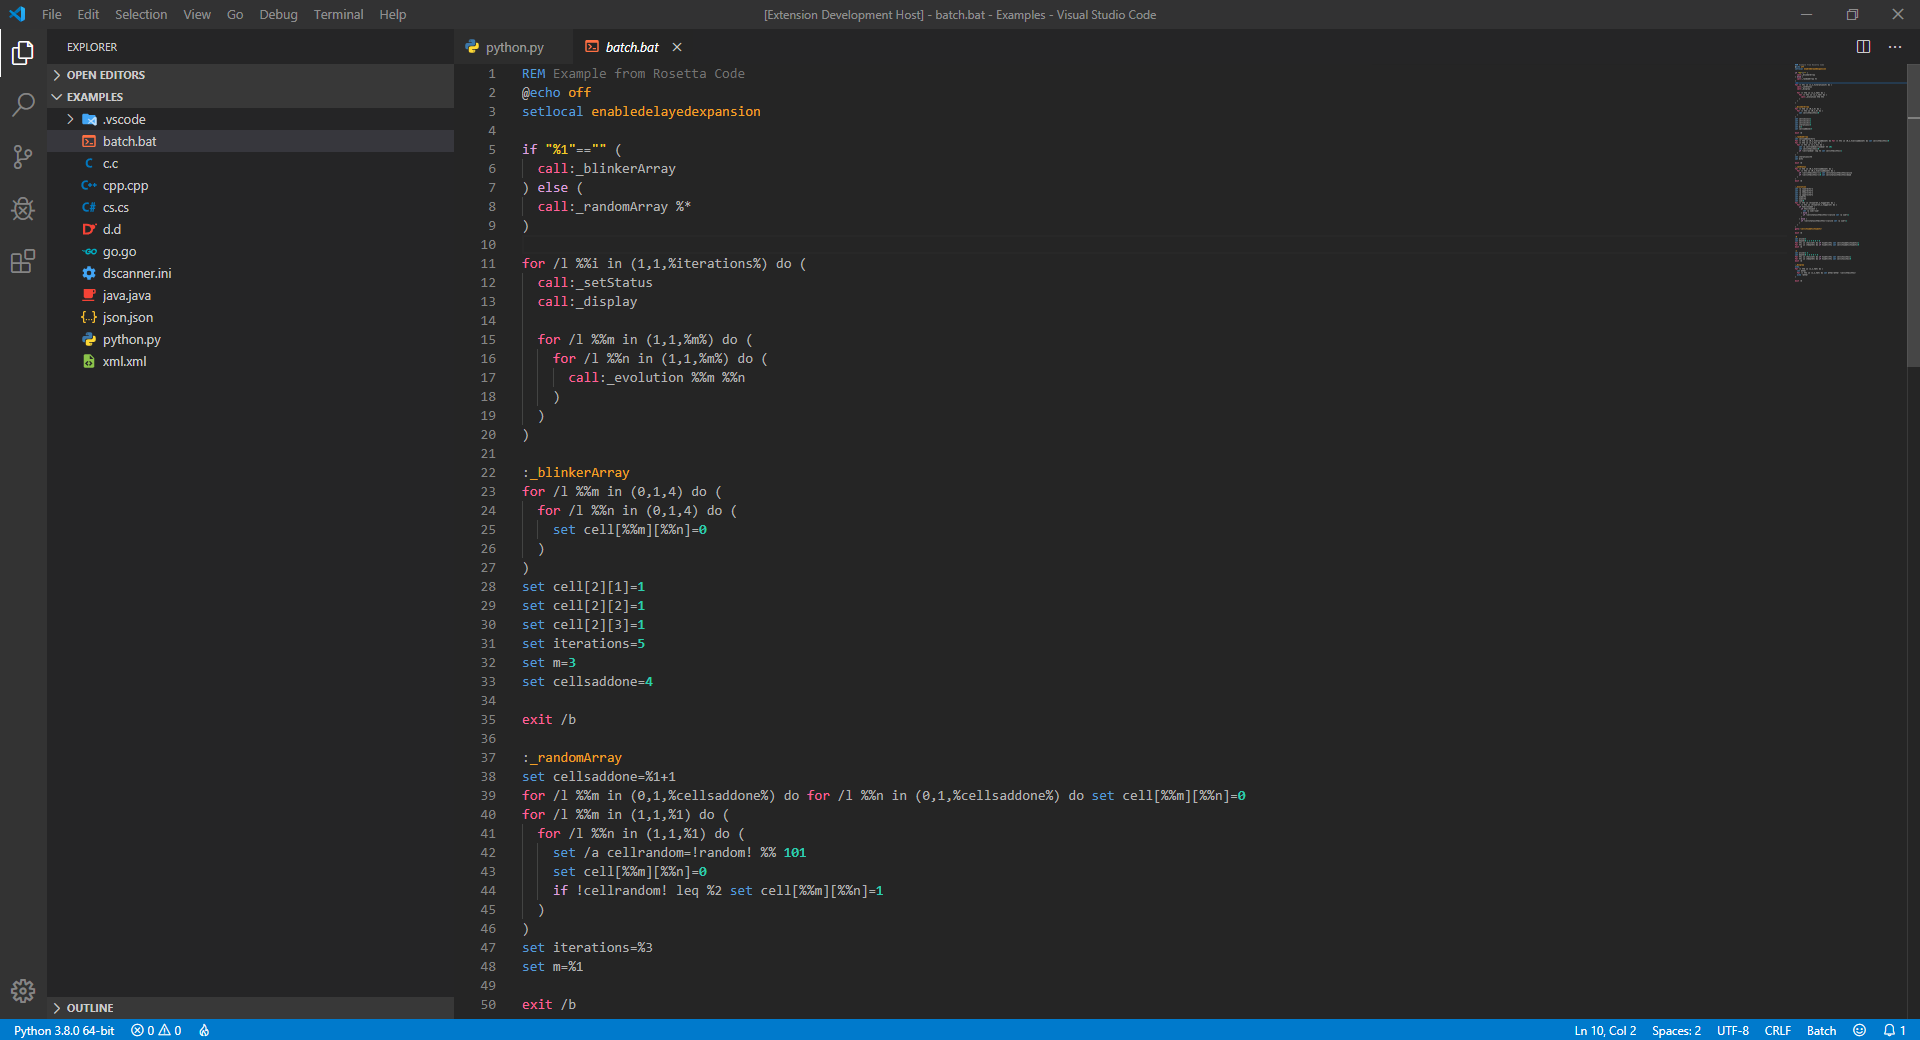 File Edit Selection View Go Debug Terminal Help
[Extension Development Host] - batch.bat - Examples - Visual Studio Code
EXPLORER
OPEN EDITORS
EXAMPLES
.vscode
batch.bat
c.c
cpp.cpp
cs.cs
d.d
go.go
dscanner.ini
java.java
json.json
python.py
xml.xml
OUTLINE
python.py batch.bat
1 REM Example from Rosetta Code
2 @echo off
3 setlocal enabledelayedexpansion
4
5 if "%1"=="" (
6   call:_blinkerArray
7 ) else (
8   call:_randomArray %*
9 )
10
11 for /l %%i in (1,1,%iterations%) do (
12   call:_setStatus
13   call:_display
14
15   for /l %%m in (1,1,%m%) do (
16     for /l %%n in (1,1,%m%) do (
17       call:_evolution %%m %%n
18     )
19   )
20 )
21
22 :_blinkerArray
23 for /l %%m in (0,1,4) do (
24   for /l %%n in (0,1,4) do (
25     set cell[%%m][%%n]=0
26   )
27 )
28 set cell[2][1]=1
29 set cell[2][2]=1
30 set cell[2][3]=1
31 set iterations=5
32 set m=3
33 set cellsaddone=4
34
35 exit /b
36
37 :_randomArray
38 set cellsaddone=%1+1
39 for /l %%m in (0,1,%cellsaddone%) do for /l %%n in (0,1,%cellsaddone%) do set cell[%%m][%%n]=0
40 for /l %%m in (1,1,%1) do (
41   for /l %%n in (1,1,%1) do (
42     set /a cellrandom=!random! %% 101
43     set cell[%%m][%%n]=0
44     if !cellrandom! leq %2 set cell[%%m][%%n]=1
45   )
46 )
47 set iterations=%3
48 set m=%1
49
50 exit /b
Python 3.8.0 64-bit 0 0 Ln 10, Col 2 Spaces: 2 UTF-8 CRLF Batch 1